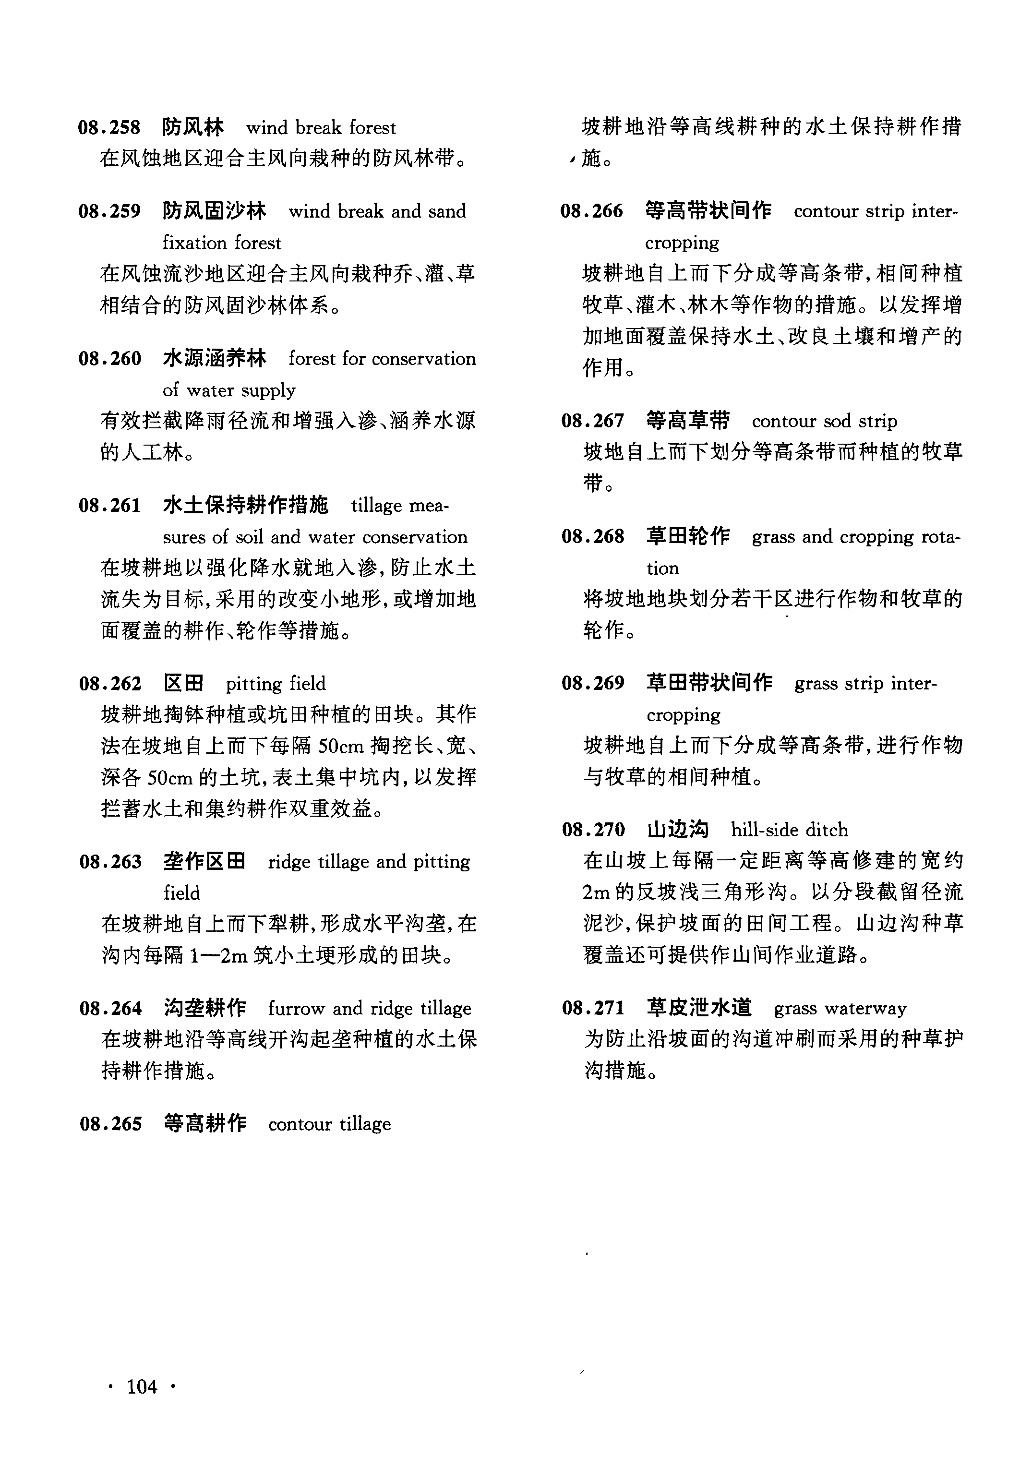 08.258 防风林 wind break forest
在风蚀地区迎合主风向栽种的防风林带。
08.259 防风固沙林 wind break and sand
fixation forest
在风蚀流沙地区迎合主风向栽种乔、灌、草
相结合的防风固沙林体系。
08.260 水源涵养林 forest for conservation
of water supply
有效拦截降雨径流和增强入渗、涵养水源
的人工林。
08.261 水土保持耕作措施 tillage mea-
sures of soil and water conservation
在坡耕地以强化降水就地入渗,防止水土
流失为目标,采用的改变小地形,或增加地
面覆盖的耕作、轮作等措施。
08.262 区田 pitting field
坡耕地掏钵种植或坑田种植的田块。其作
法在坡地自上而下每隔 50cm 掏挖长、宽、
深各 50cm 的土坑,表土集中坑内,以发挥
拦蓄水土和集约耕作双重效益。
08.263 垄作区田 ridge tillage and pitting
field
在坡耕地自上而下犁耕,形成水平沟垄,在
沟内每隔 1—2m 筑小土埂形成的田块。
08.264 沟垄耕作 furrow and ridge tillage
在坡耕地沿等高线开沟起垄种植的水土保
持耕作措施。
08.265 等高耕作 contour tillage
坡耕地沿等高线耕种的水土保持耕作措
施。
08.266 等高带状间作 contour strip inter-
cropping
坡耕地自上而下分成等高条带,相间种植
牧草、灌木、林木等作物的措施。以发挥增
加地面覆盖保持水土、改良土壤和增产的
作用。
08.267 等高草带 contour sod strip
坡地自上而下划分等高条带而种植的牧草
带。
08.268 草田轮作 grass and cropping rota-
tion
将坡地地块划分若干区进行作物和牧草的
轮作。
08.269 草田带状间作 grass strip inter-
cropping
坡耕地自上而下分成等高条带,进行作物
与牧草的相间种植。
08.270 山边沟 hill-side ditch
在山坡上每隔一定距离等高修建的宽约
2m 的反坡浅三角形沟。以分段截留径流
泥沙,保护坡面的田间工程。山边沟种草
覆盖还可提供作山间作业道路。
08.271 草皮泄水道 grass waterway
为防止沿坡面的沟道冲刷而采用的种草护
沟措施。
· 104 ·